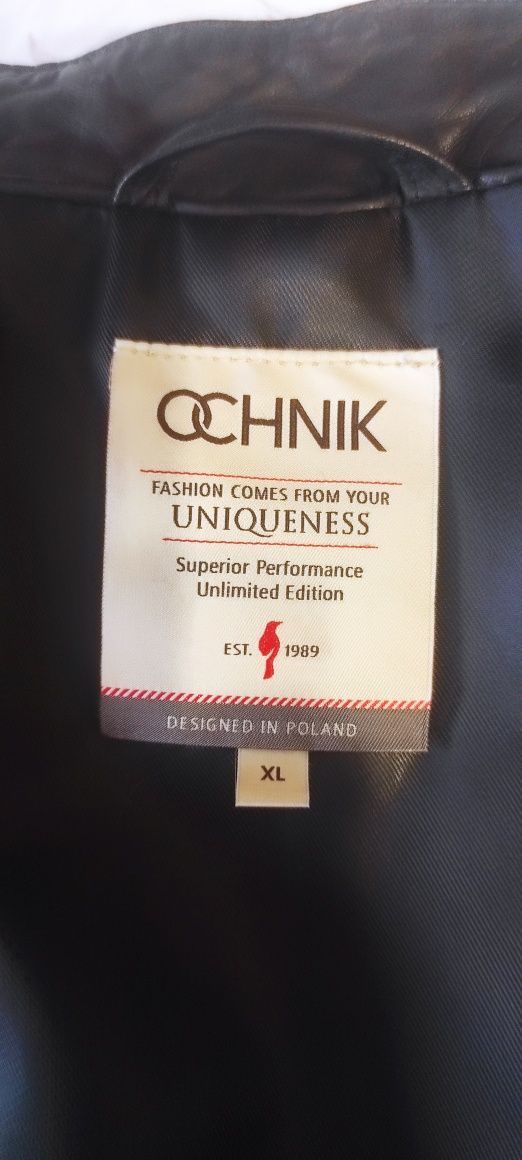 OCHNIK
FASHION COMES FROM YOUR
UNIQUENESS
Superior Performance
Unlimited Edition
EST. 1989
DESIGNED IN POLAND
XL